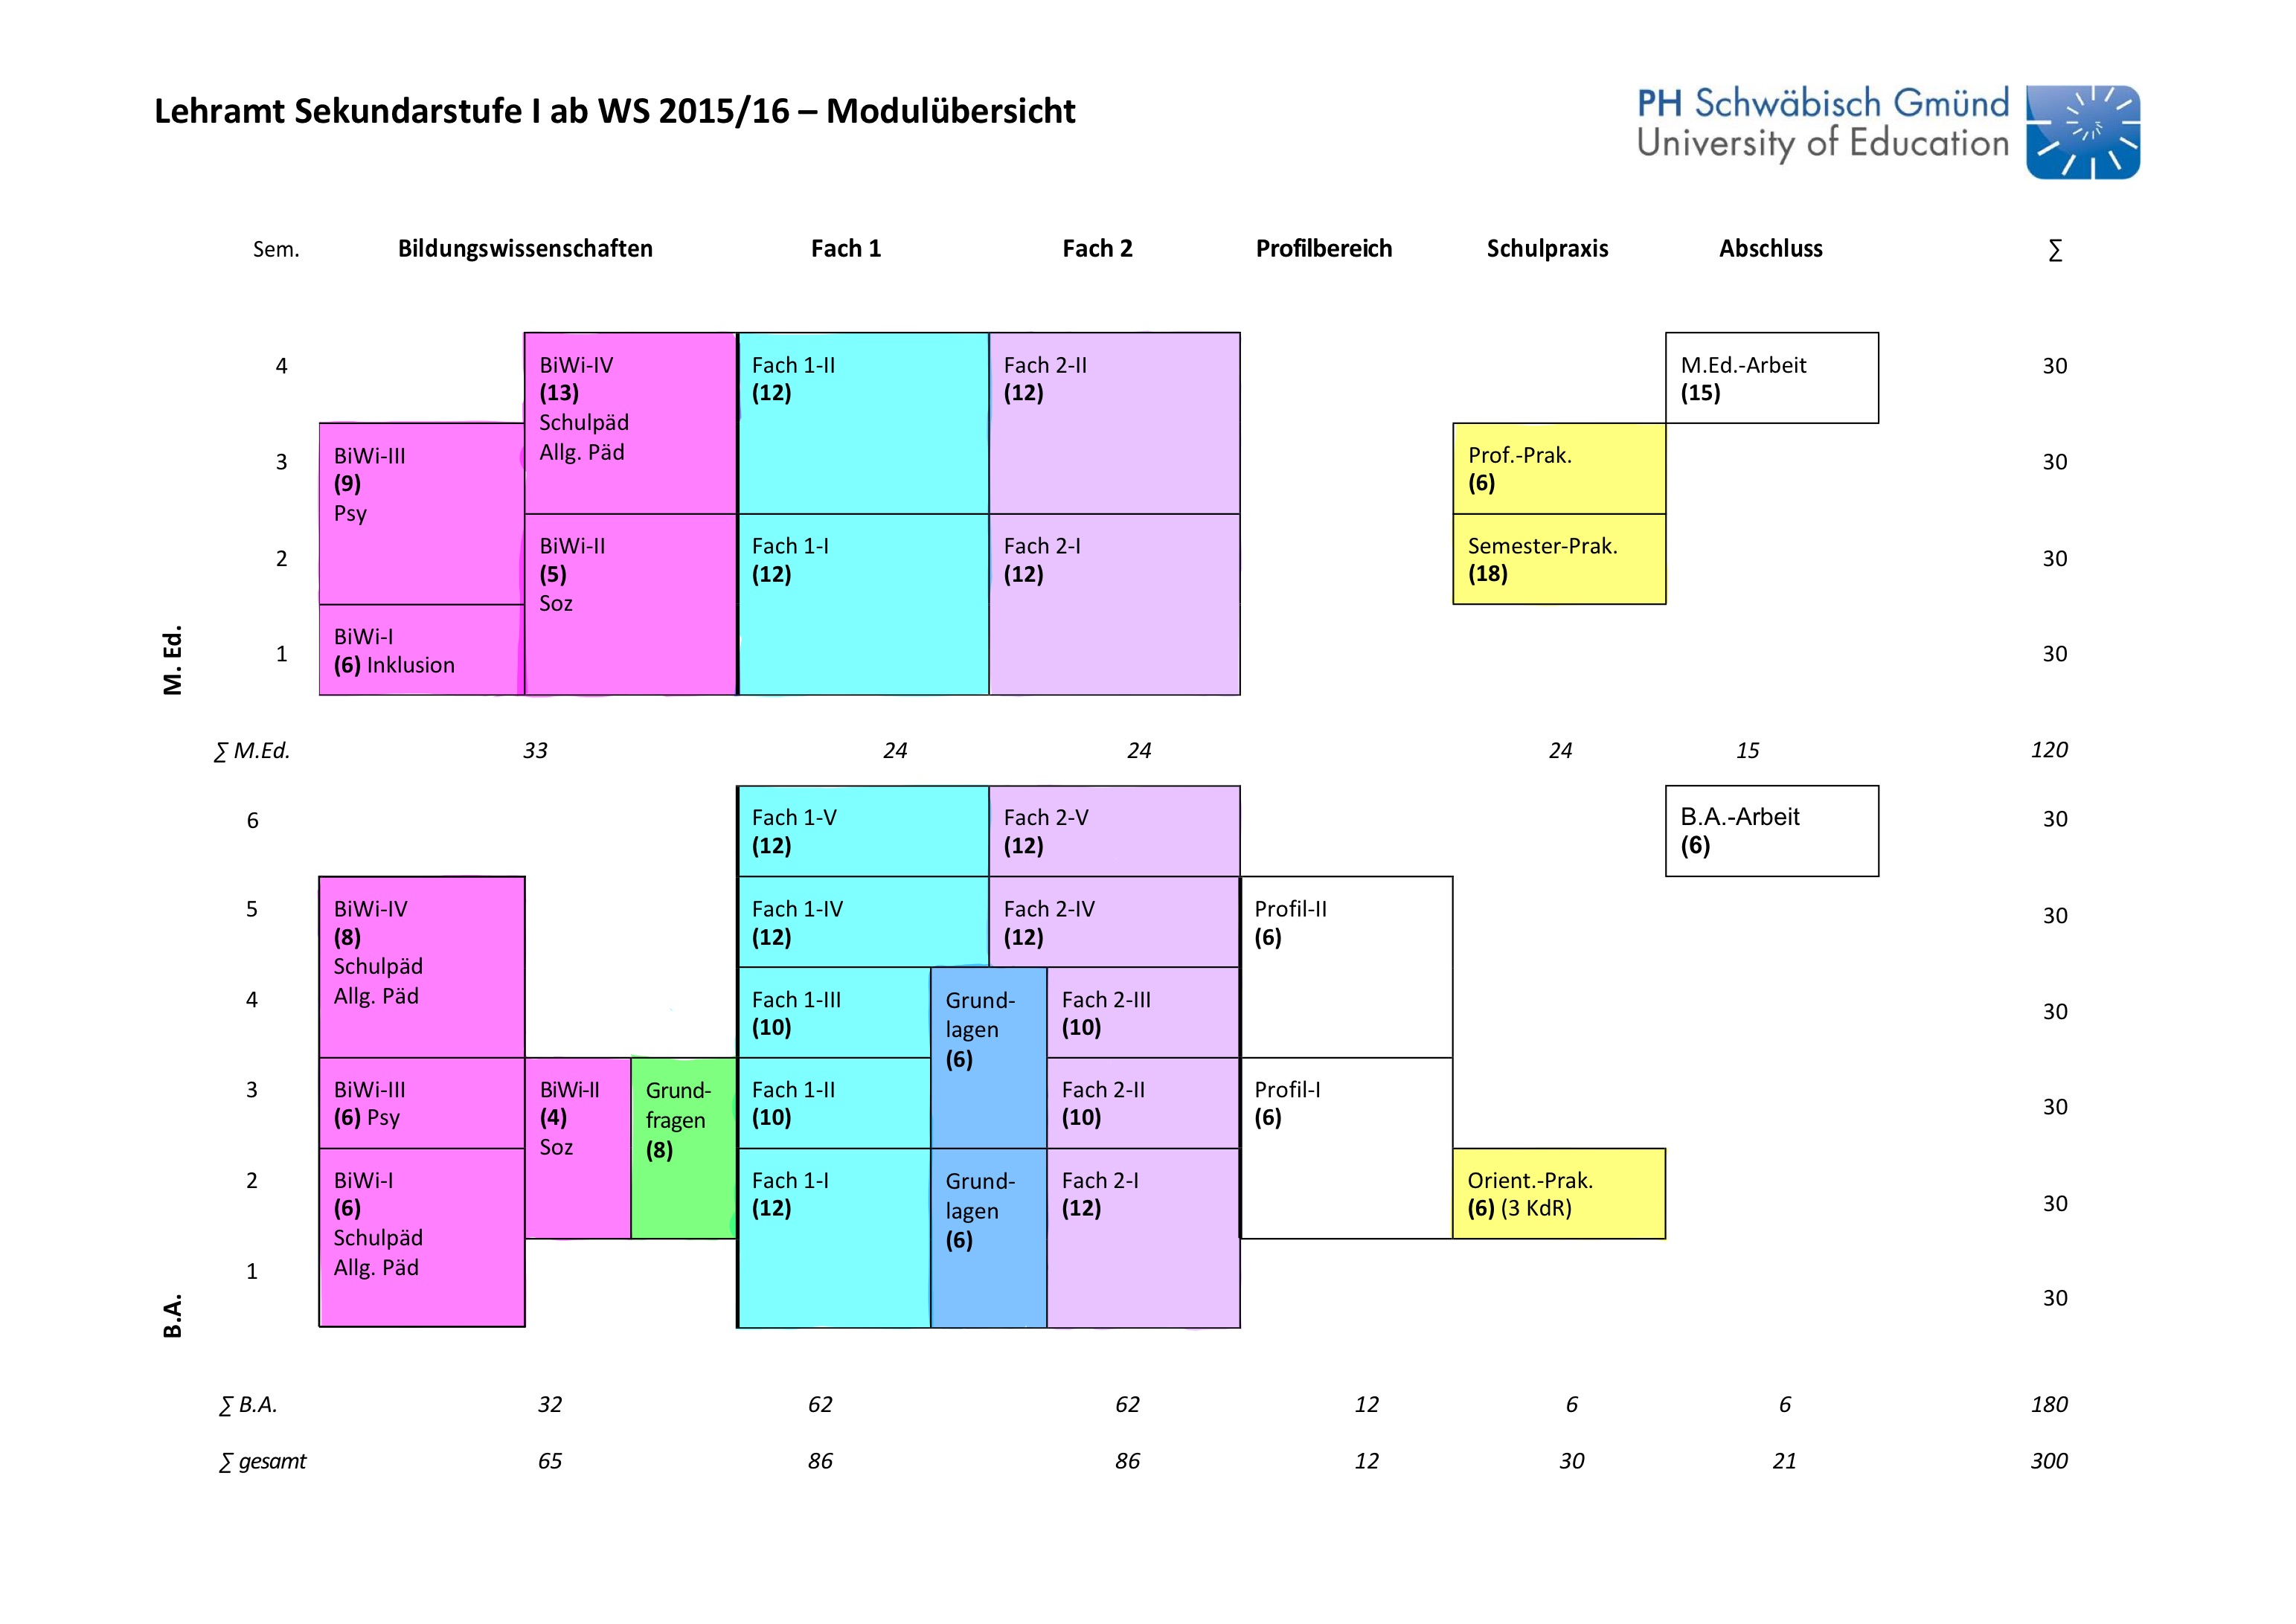 Lehramt Sekundarstufe I ab WS 2015/16 – Modulübersicht
PH Schwäbisch Gmünd
University of Education
Sem. Bildungswissenschaften Fach 1 Fach 2 Profilbereich Schulpraxis Abschluss ∑
M. Ed.
4
BiWi-IV
(13)
Schulpäd
Allg. Päd
Fach 1-II
(12)
Fach 2-II
(12)
M.Ed.-Arbeit
(15)
30
3
BiWi-III
(9)
Psy
Prof.-Prak.
(6)
30
2
BiWi-II
(5)
Soz
Fach 1-I
(12)
Fach 2-I
(12)
Semester-Prak.
(18)
30
1
BiWi-I
(6) Inklusion
30
∑ M.Ed. 33 24 24 24 15 120
B.A.
6
Fach 1-V
(12)
Fach 2-V
(12)
B.A.-Arbeit
(6)
30
5
BiWi-IV
(8)
Schulpäd
Allg. Päd
Fach 1-IV
(12)
Fach 2-IV
(12)
Profil-II
(6)
30
4
Fach 1-III
(10)
Grund-
lagen
(6)
Fach 2-III
(10)
30
3
BiWi-III
(6) Psy
BiWi-II
(4)
Soz
Grund-
fragen
(8)
Fach 1-II
(10)
Fach 2-II
(10)
Profil-I
(6)
30
2
BiWi-I
(6)
Schulpäd
Allg. Päd
Fach 1-I
(12)
Grund-
lagen
(6)
Fach 2-I
(12)
Orient.-Prak.
(6) (3 KdR)
30
1
30
∑ B.A. 32 62 62 12 6 6 180
∑ gesamt 65 86 86 12 30 21 300